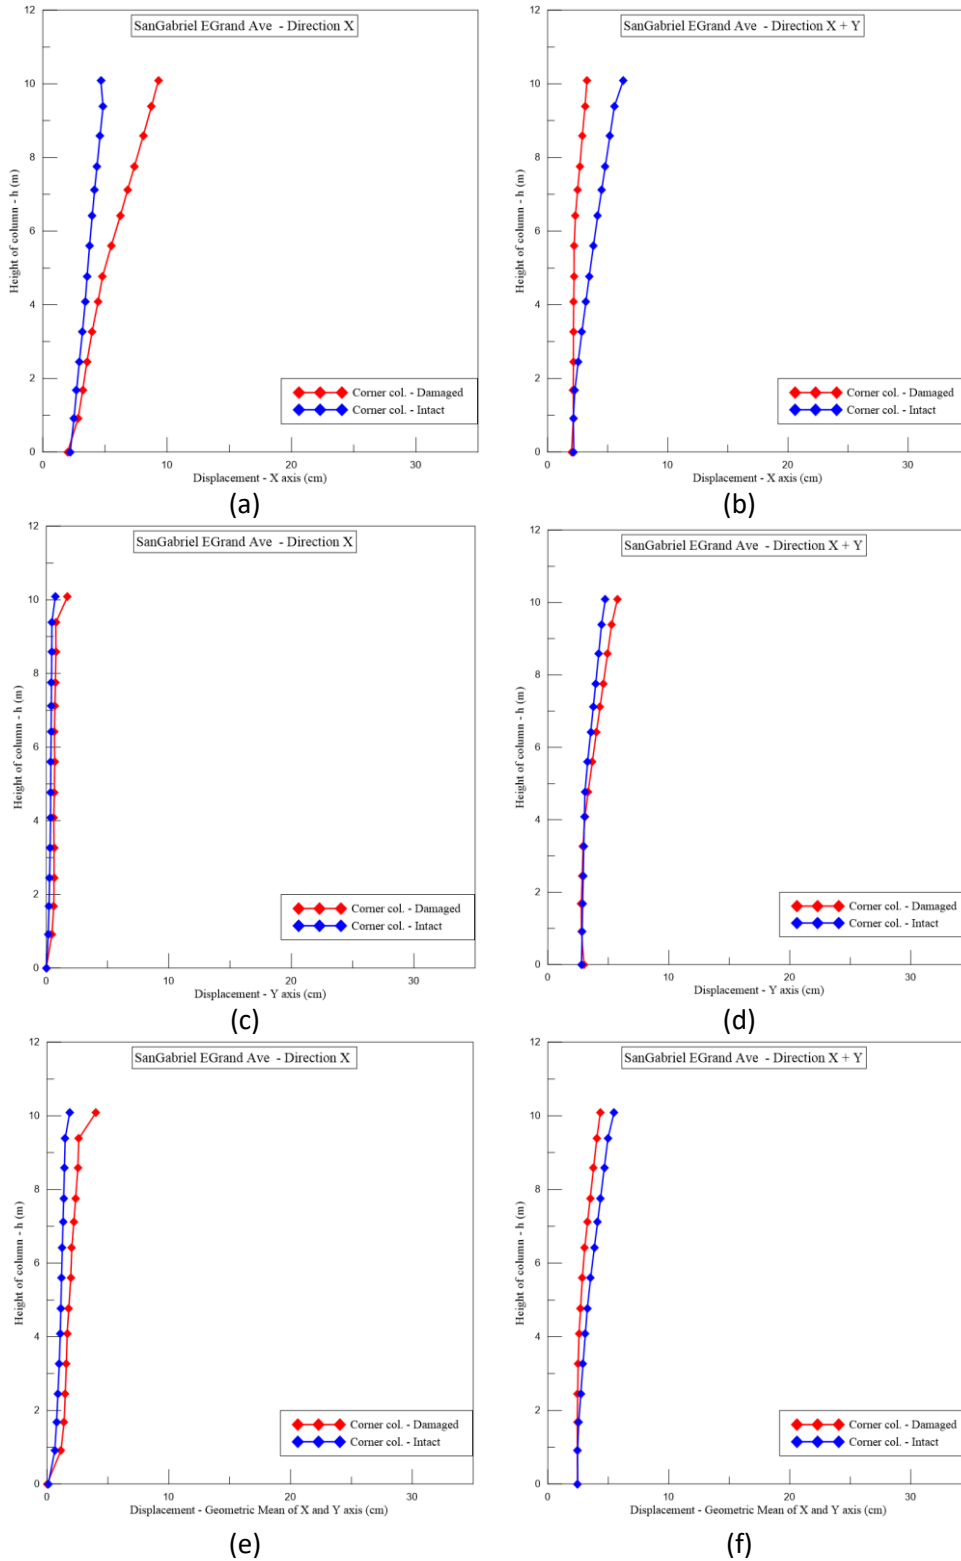 SanGabriel EGrand Ave - Direction X
Height of column - h (m)
12
10
8
6
4
2
0
Corner col. - Damaged
Corner col. - Intact
0 10 20 30
Displacement - X axis (cm)
(a)
SanGabriel EGrand Ave - Direction X + Y
Height of column - h (m)
12
10
8
6
4
2
0
Corner col. - Damaged
Corner col. - Intact
0 10 20 30
Displacement - X axis (cm)
(b)
SanGabriel EGrand Ave - Direction X
Height of column - h (m)
12
10
8
6
4
2
0
Corner col. - Damaged
Corner col. - Intact
0 10 20 30
Displacement - Y axis (cm)
(c)
SanGabriel EGrand Ave - Direction X + Y
Height of column - h (m)
12
10
8
6
4
2
0
Corner col. - Damaged
Corner col. - Intact
0 10 20 30
Displacement - Y axis (cm)
(d)
SanGabriel EGrand Ave - Direction X
Height of column - h (m)
12
10
8
6
4
2
0
Corner col. - Damaged
Corner col. - Intact
0 10 20 30
Displacement - Geometric Mean of X and Y axis (cm)
(e)
SanGabriel EGrand Ave - Direction X + Y
Height of column - h (m)
12
10
8
6
4
2
0
Corner col. - Damaged
Corner col. - Intact
0 10 20 30
Displacement - Geometric Mean of X and Y axis (cm)
(f)